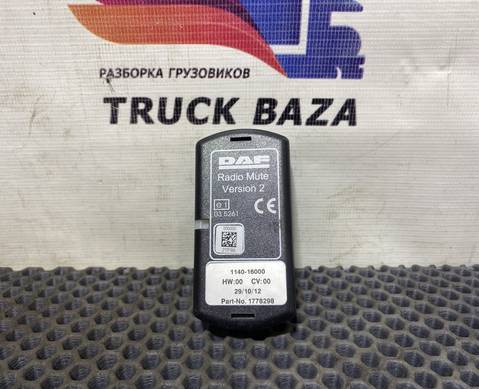 РАЗБОРКА ГРУЗОВИКОВ
TRUCK BAZA
DAF
Radio Mute
Version 2
e1
03 5261
CE
1140-16000
HW:00 CV:00
29/10/12
Part-No. 1778298